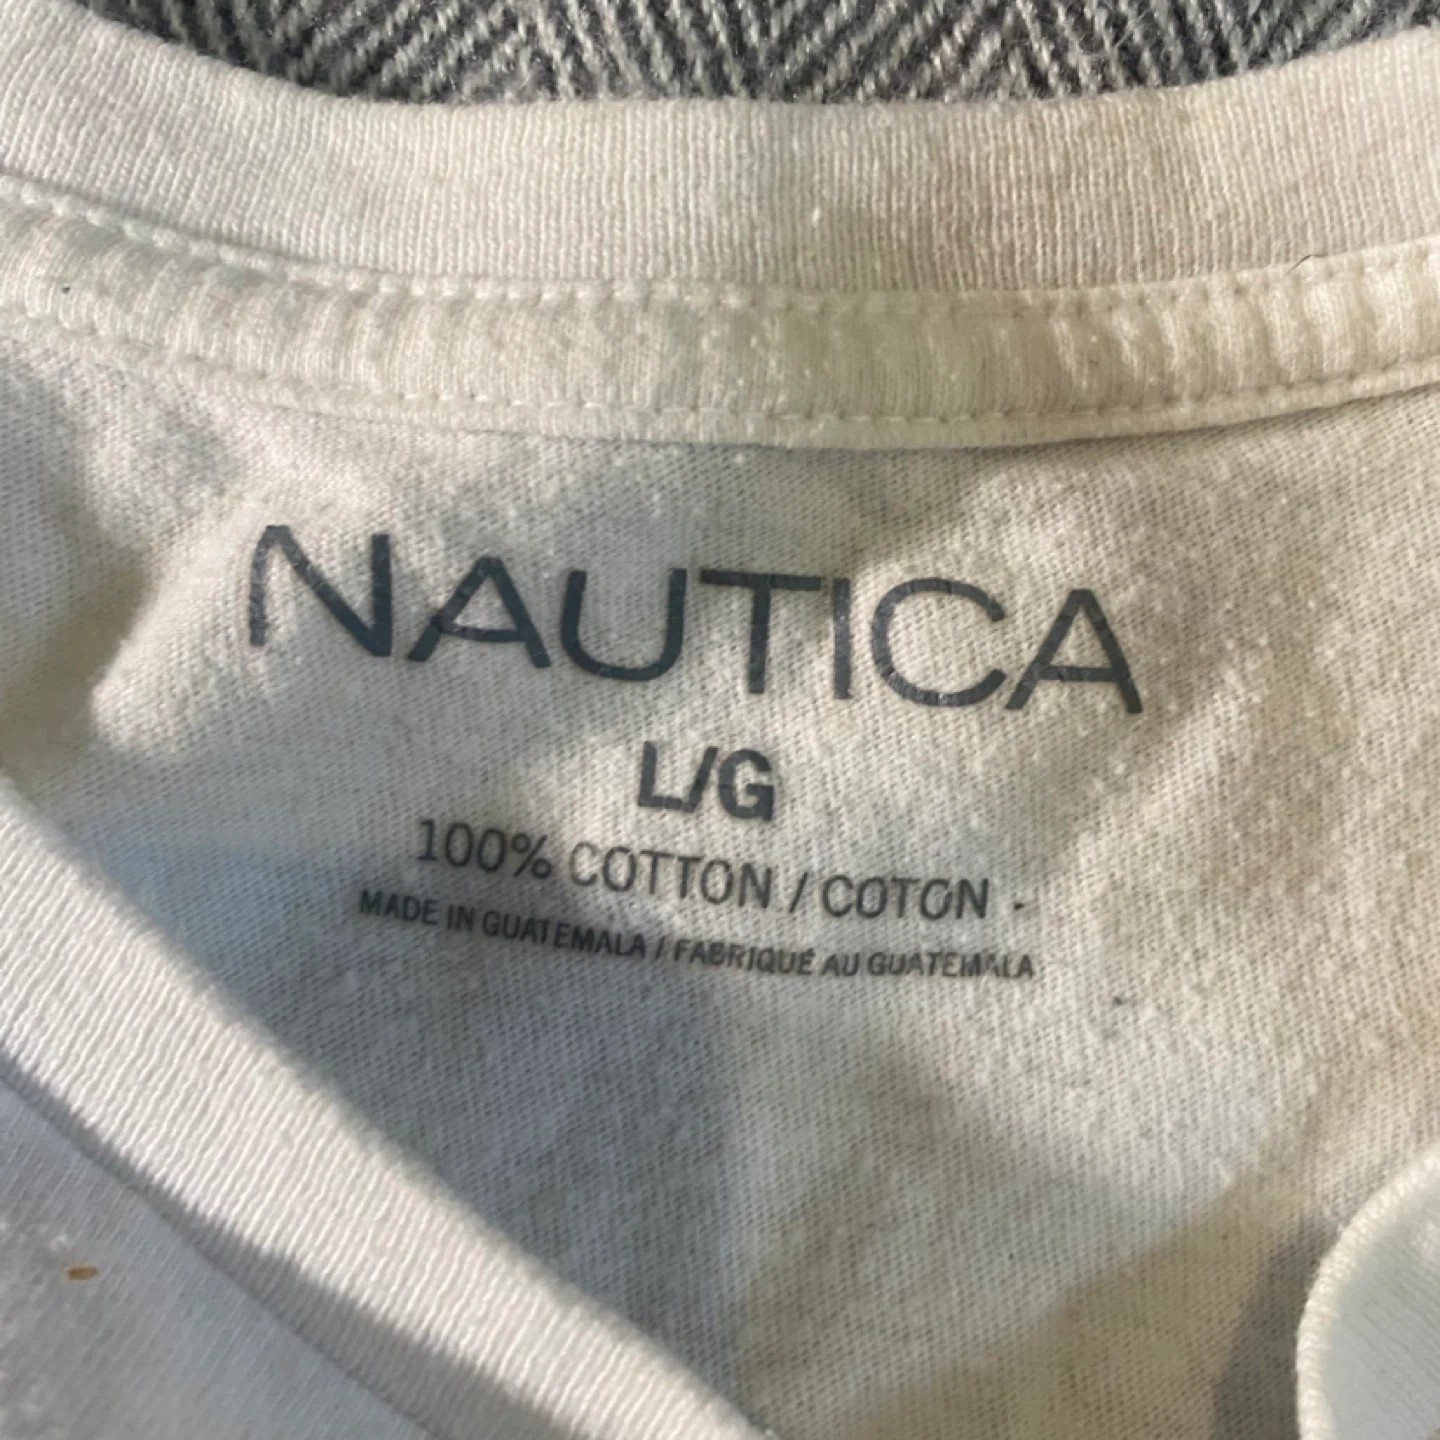 NAUTICA
L/G
100% COTTON / COTON
MADE IN GUATEMALA / FABRIQUÉ AU GUATEMALA